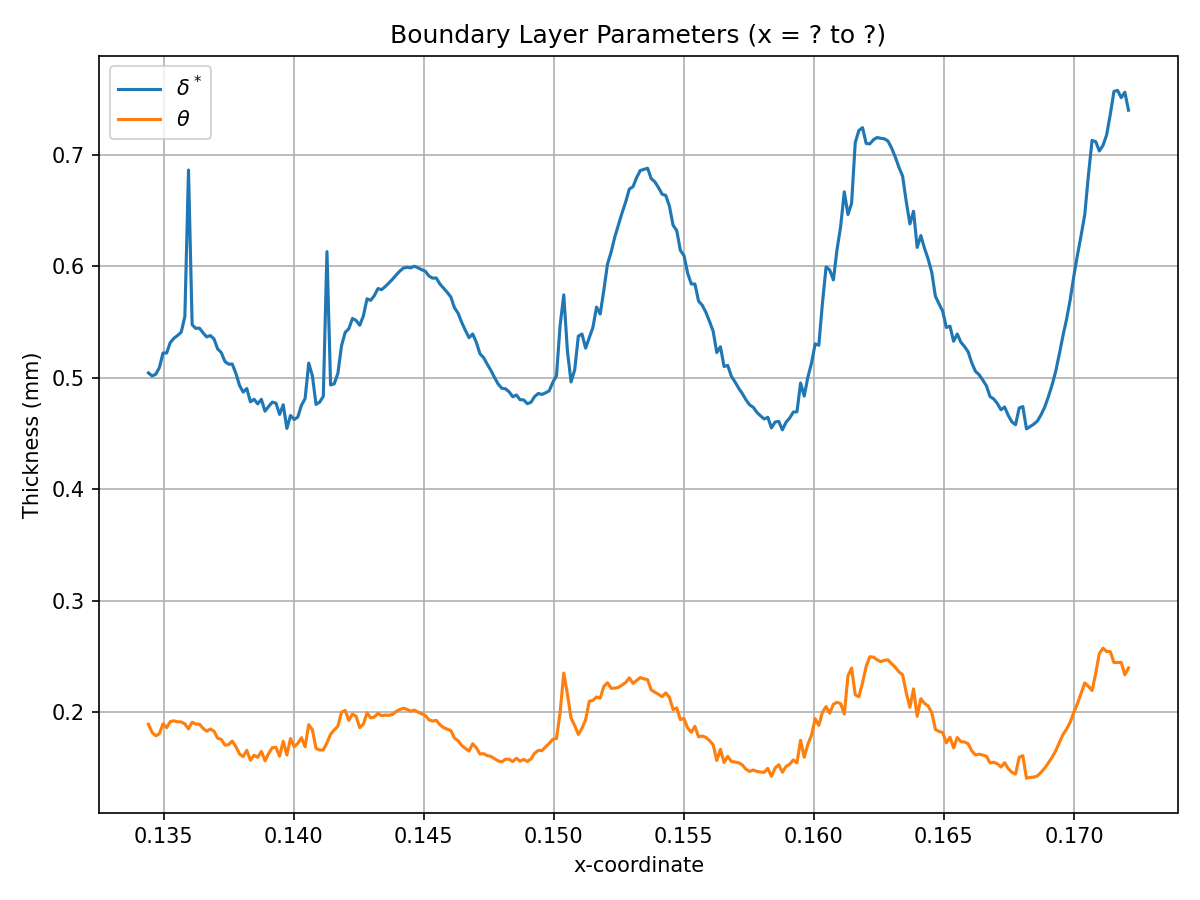 Boundary Layer Parameters (x = ? to ?)
δ*
θ
Thickness (mm)
0.7
0.6
0.5
0.4
0.3
0.2
0.135 0.140 0.145 0.150 0.155 0.160 0.165 0.170
x-coordinate